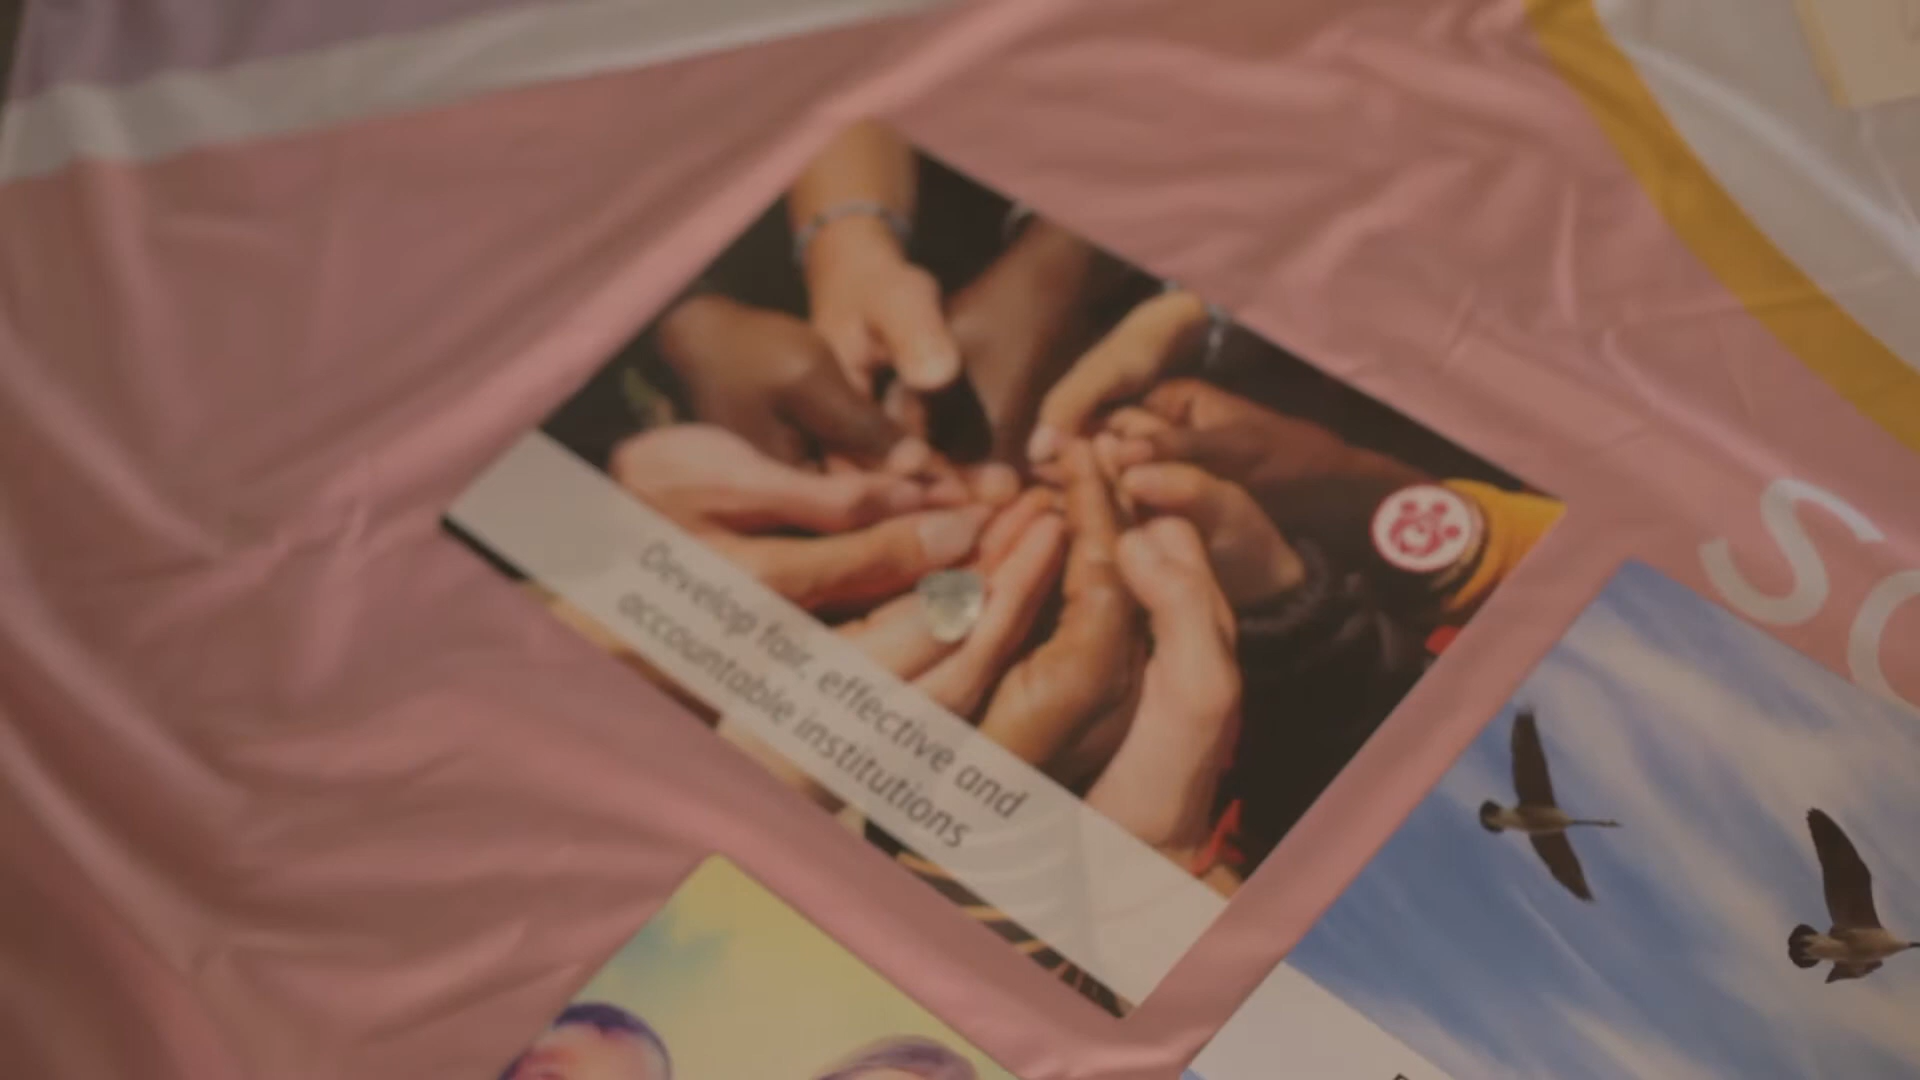 Develop fair, effective and
accountable institutions